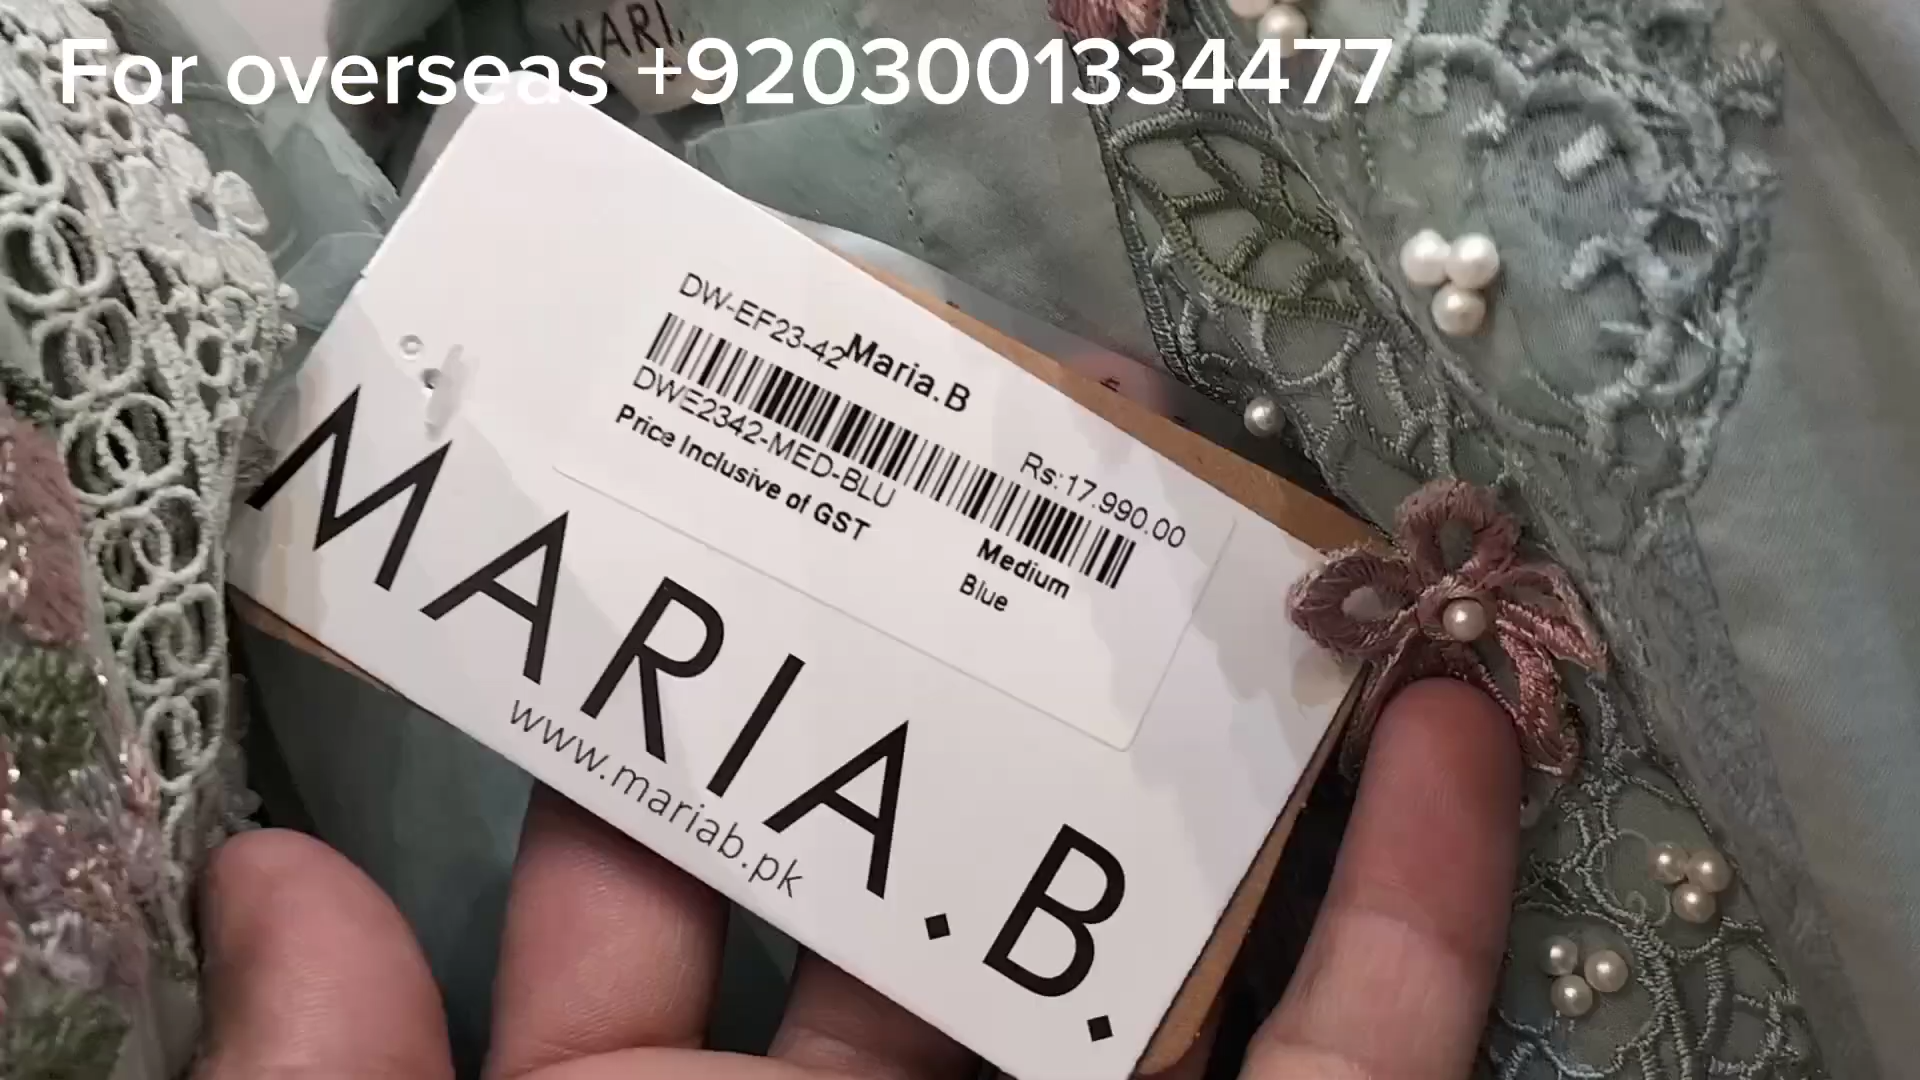 For overseas +9203001334477
MARI.
DW-EF23-42
Maria.B
Rs:17.990.00
DWE2342-MED-BLU
Price Inclusive of GST
Medium
Blue
MARIA.B.
www.mariab.pk